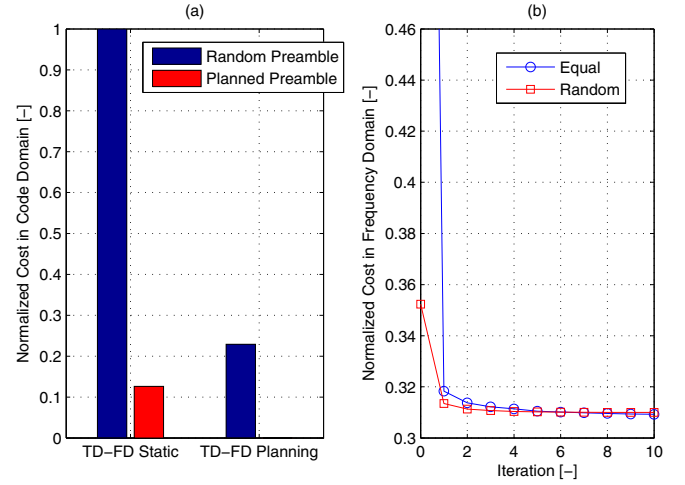 (a)
Normalized Cost in Code Domain [−]
1
0.9
0.8
0.7
0.6
0.5
0.4
0.3
0.2
0.1
0
Random Preamble
Planned Preamble
TD−FD Static
TD−FD Planning
(b)
Normalized Cost in Frequency Domain [−]
0.46
0.44
0.42
0.4
0.38
0.36
0.34
0.32
0.3
Equal
Random
0 2 4 6 8 10
Iteration [−]